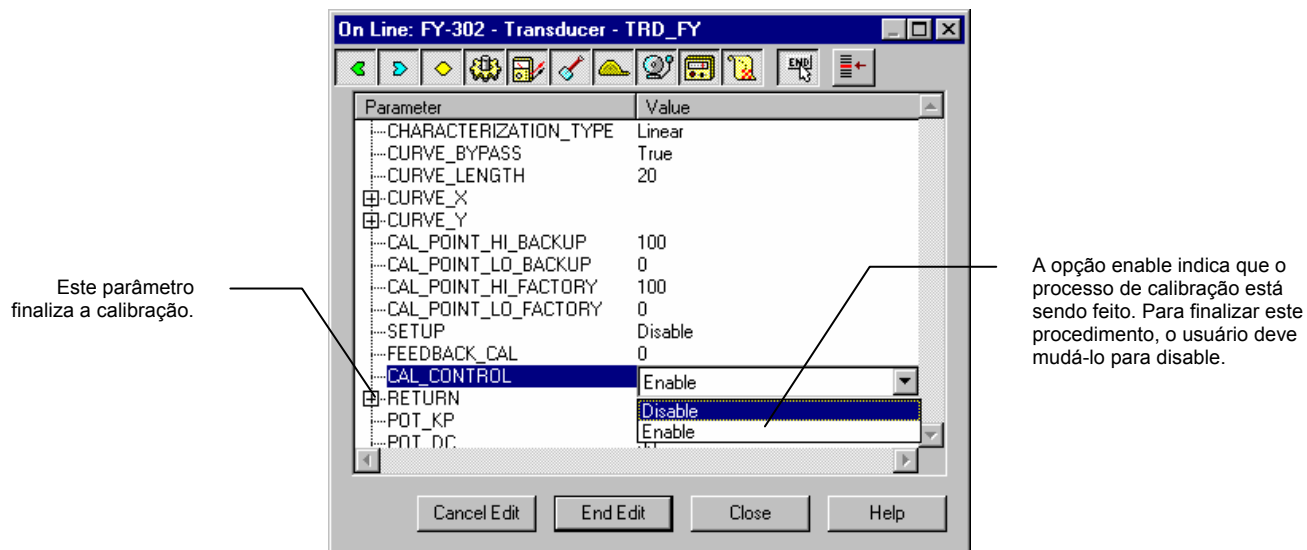 On Line: FY-302 - Transducer - TRD_FY
END!
Parameter Value
CHARACTERIZATION_TYPE Linear
CURVE_BYPASS True
CURVE_LENGTH 20
CURVE_X
CURVE_Y
CAL_POINT_HI_BACKUP 100
CAL_POINT_LO_BACKUP 0
CAL_POINT_HI_FACTORY 100
CAL_POINT_LO_FACTORY 0
SETUP Disable
FEEDBACK_CAL 0
CAL_CONTROL Enable
RETURN
Disable
POT_KP
Enable
POT_DC
Cancel Edit End Edit Close Help
Este parâmetro
finaliza a calibração.
A opção enable indica que o
processo de calibração está
sendo feito. Para finalizar este
procedimento, o usuário deve
mudá-lo para disable.